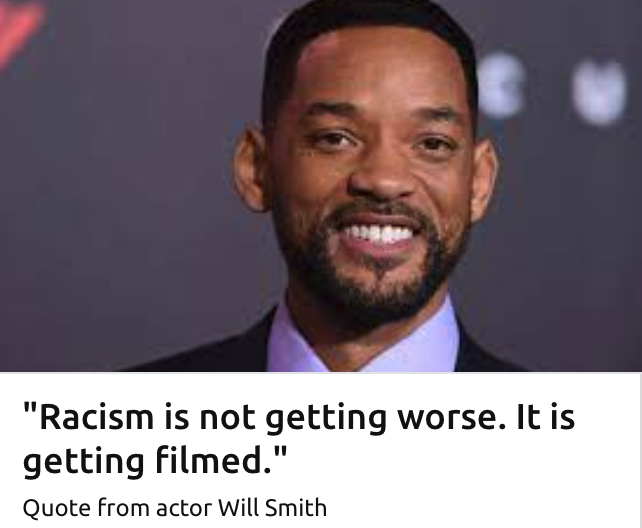 "Racism is not getting worse. It is
getting filmed."
Quote from actor Will Smith